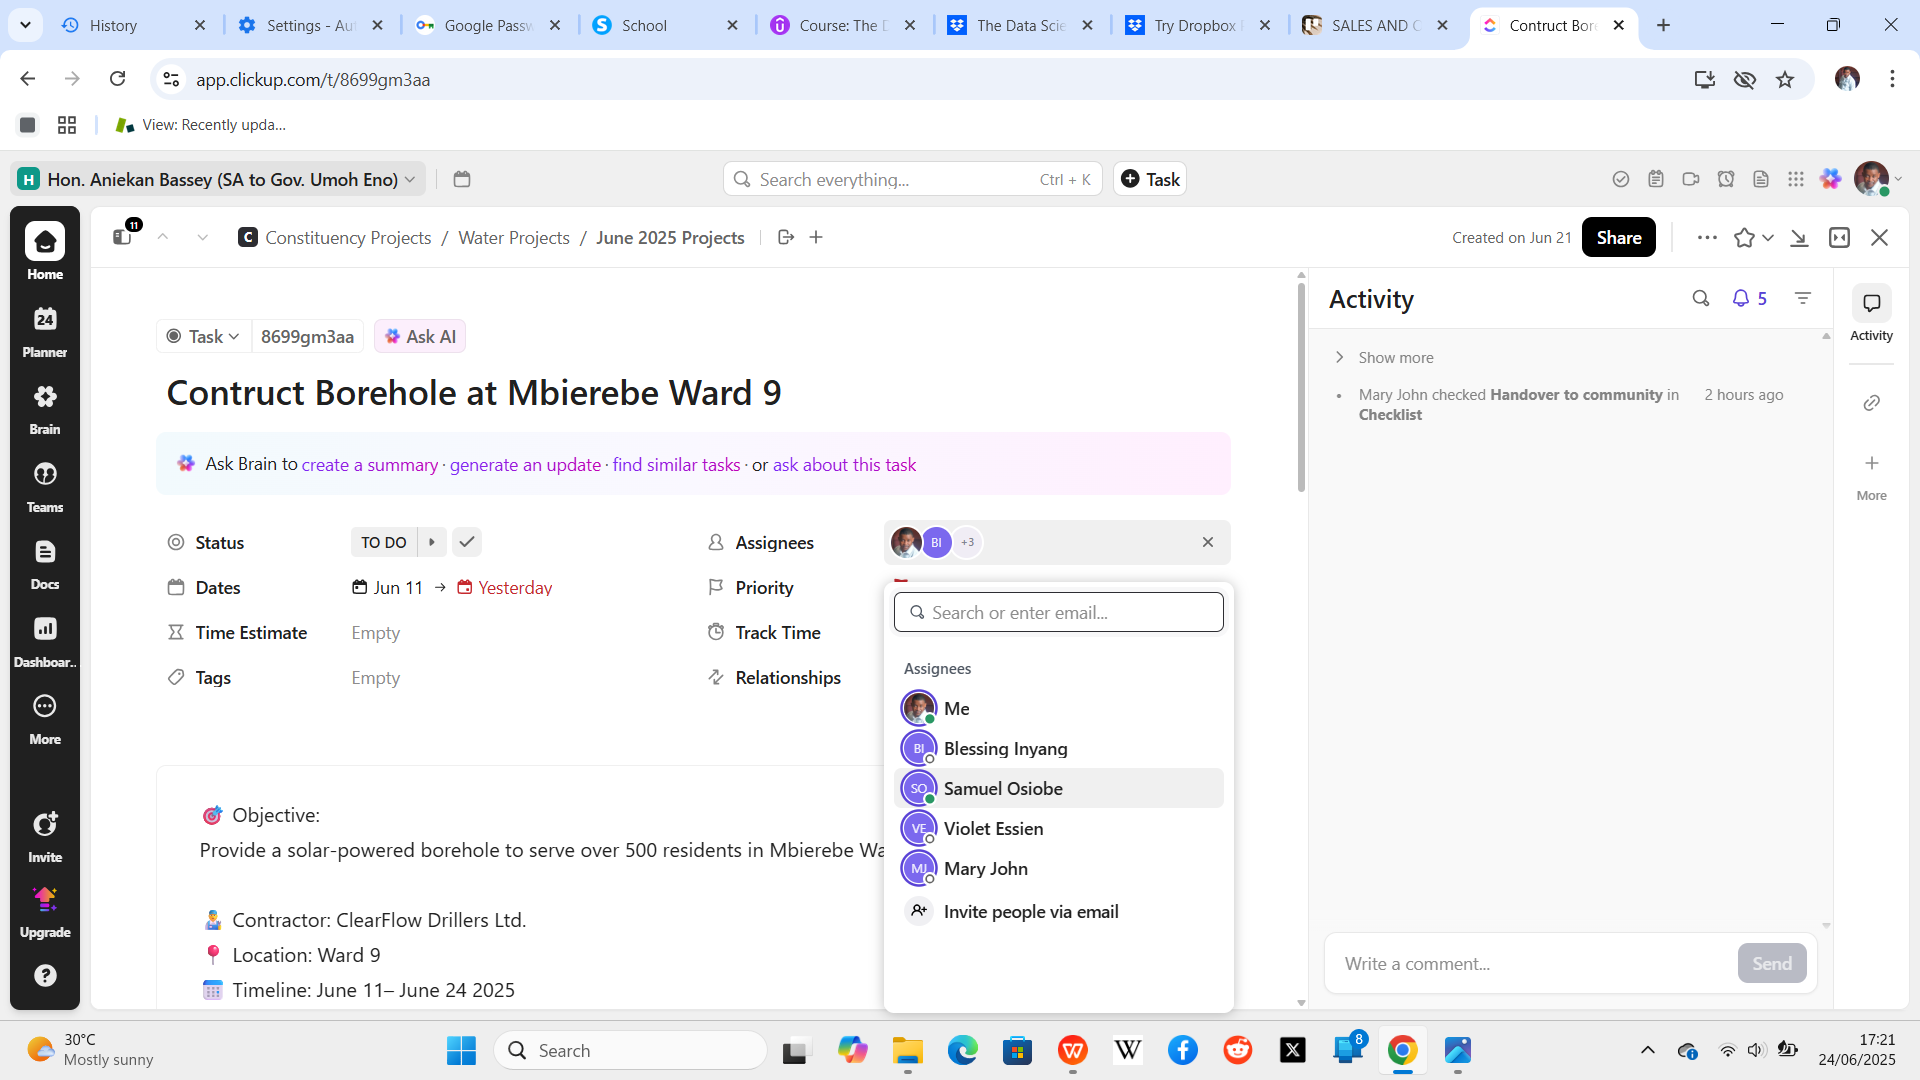 History
Settings - Aut
Google Passw
School
Course: The D
The Data Scie
Try Dropbox
SALES AND C
Contruct Bore
app.clickup.com/t/8699gm3aa
View: Recently upda...
H Hon. Aniekan Bassey (SA to Gov. Umoh Eno)
Search everything... Ctrl + K
Task
11
C Constituency Projects / Water Projects / June 2025 Projects
Created on Jun 21
Share
Home
24
Planner
Brain
Teams
Docs
Dashboar..
More
Invite
Upgrade
Task
8699gm3aa
Ask AI
Contruct Borehole at Mbierebe Ward 9
Ask Brain to create a summary · generate an update · find similar tasks · or ask about this task
Status
TO DO
Assignees
BI
+3
Dates
Jun 11 → Yesterday
Priority
Time Estimate
Empty
Track Time
Tags
Empty
Relationships
Search or enter email...
Assignees
Me
BI Blessing Inyang
SO Samuel Osiobe
VE Violet Essien
MJ Mary John
Invite people via email
Objective:
Provide a solar-powered borehole to serve over 500 residents in Mbierebe Wa
Contractor: ClearFlow Drillers Ltd.
Location: Ward 9
Timeline: June 11– June 24 2025
Activity
5
Show more
Mary John checked Handover to community in 2 hours ago
Checklist
Write a comment...
Send
Activity
More
30°C
Mostly sunny
Search
W
8
17:21
24/06/2025